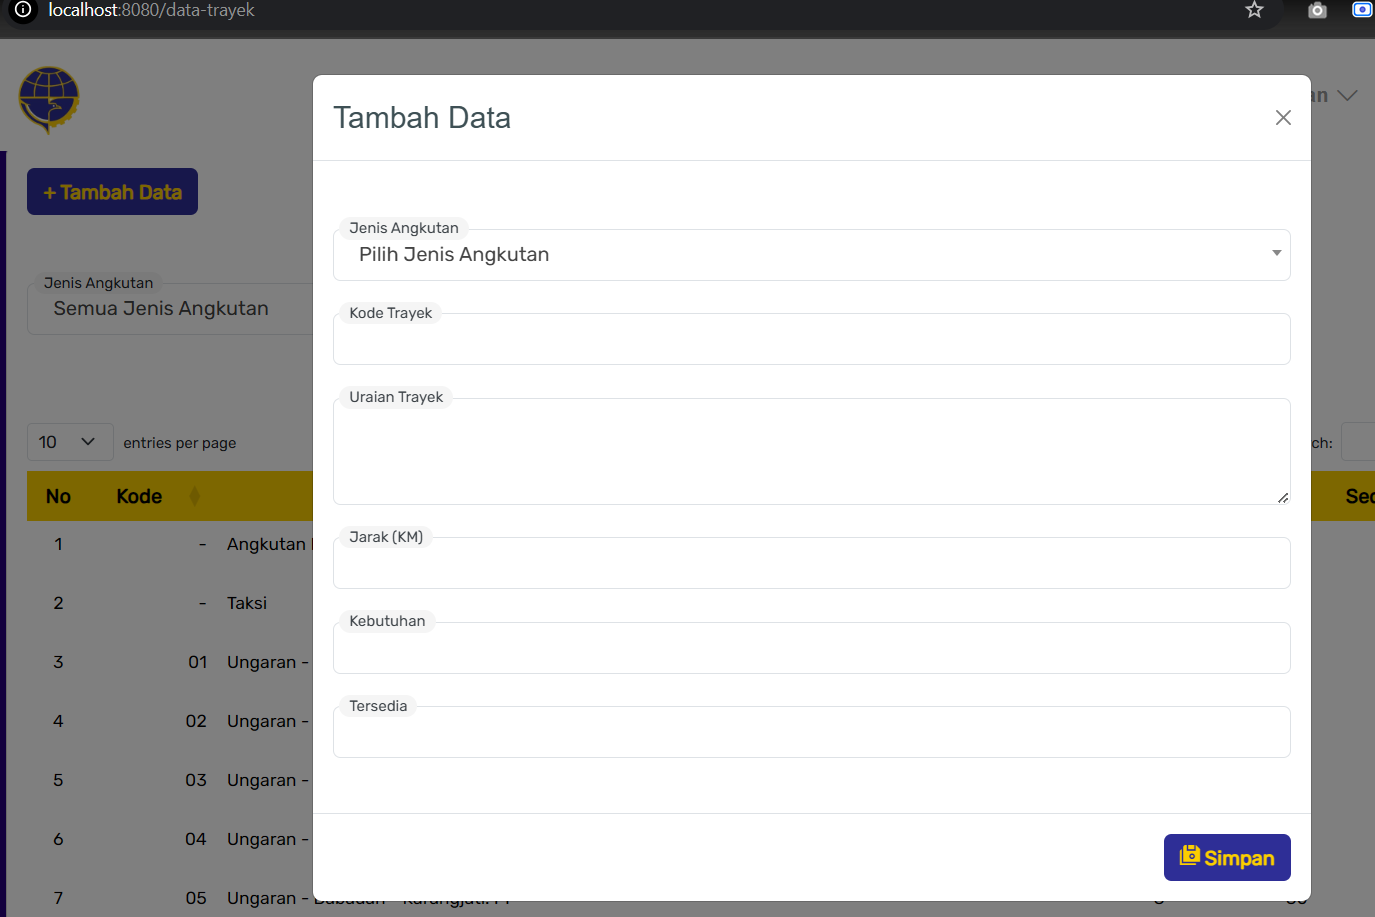 localhost:8080/data-trayek
Tambah Data
+ Tambah Data
Jenis Angkutan
Semua Jenis Angkutan
10 entries per page
No Kode
1 - Angkutan
2 - Taksi
3 01 Ungaran -
4 02 Ungaran -
5 03 Ungaran -
6 04 Ungaran -
7 05 Ungaran -
Jenis Angkutan
Pilih Jenis Angkutan
Kode Trayek
Uraian Trayek
Jarak (KM)
Kebutuhan
Tersedia
Simpan